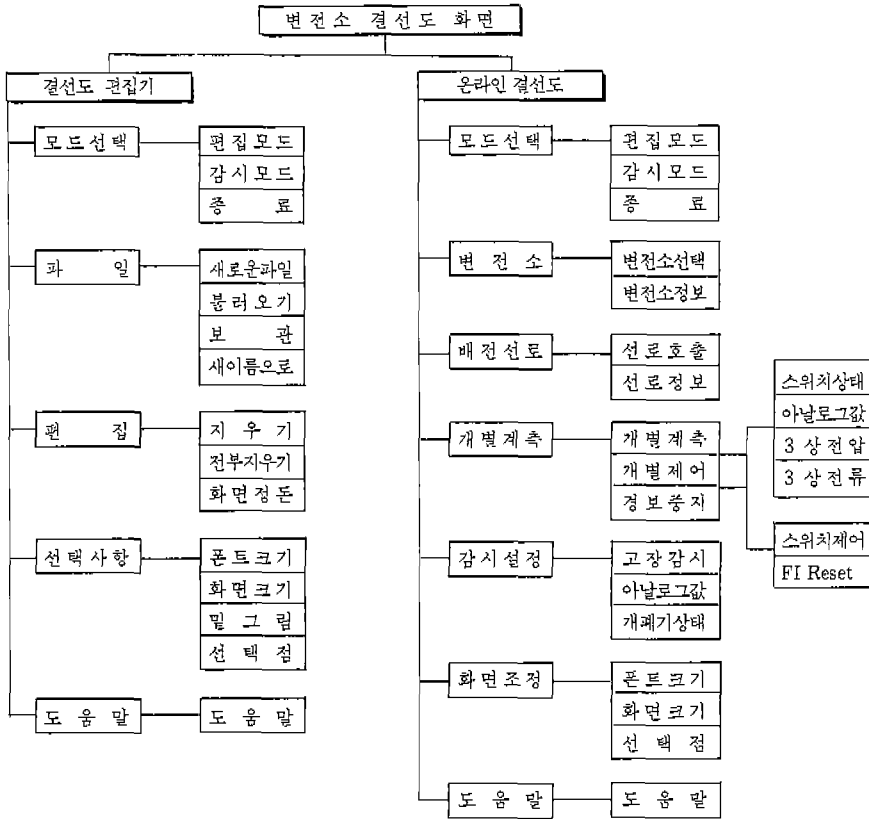 변전소 결선도 화면
결선도 편집기
모드선택
편집모드
감시모드
종 료
파 일
새로운파일
불러오기
보 관
새이름으로
편 집
지 우 기
전부지우기
화면정돈
선택사항
폰트크기
화면크기
밑 그 림
선 택 점
도 움 말
도 움 말
온라인 결선도
모드선택
편집모드
감시모드
종 료
변 전 소
변전소선택
변전소정보
배전선로
선로호출
선로정보
개별계측
개별계측
개별제어
경보중지
스위치상태
아날로그값
3 상전압
3 상전류
스위치제어
FI Reset
감시설정
고장감시
아날로그값
개폐기상태
화면조정
폰트크기
화면크기
선 택 점
도 움 말
도 움 말